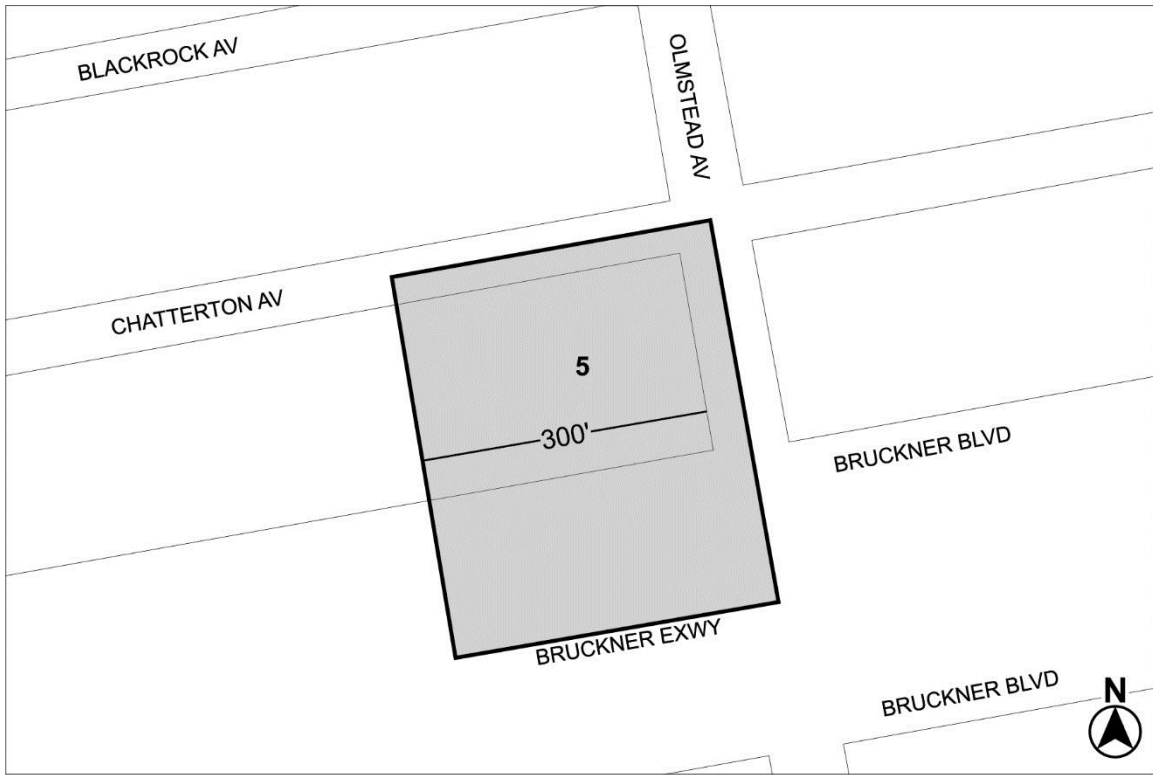 BLACKROCK AV
OLMSTEAD AV
CHATTERTON AV
5
300'
BRUCKNER BLVD
BRUCKNER EXWY
BRUCKNER BLVD
N